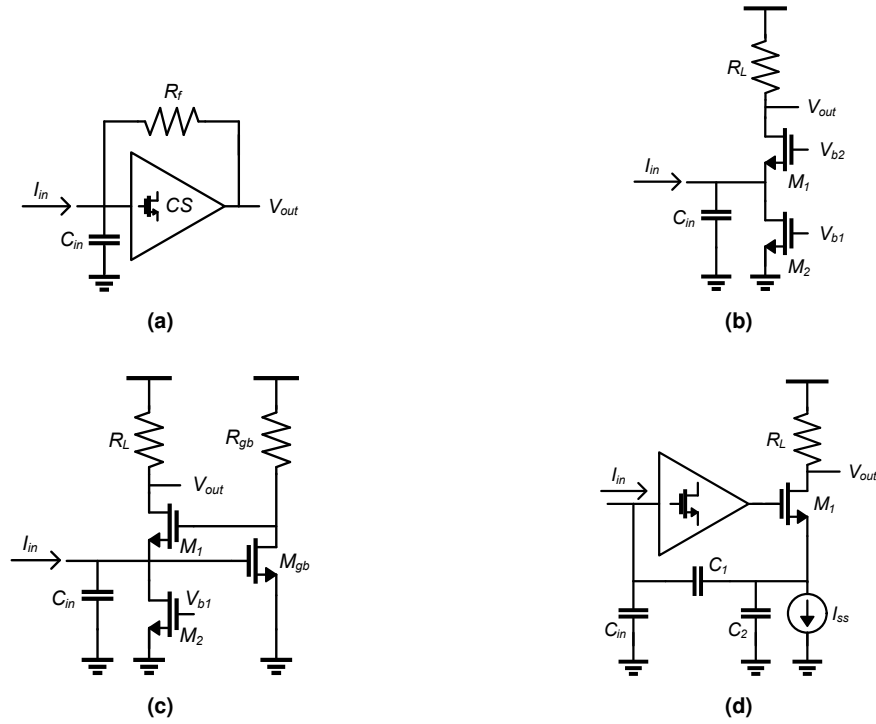 R_f
I_in
CS
V_out
C_in
(a)
R_L
V_out
I_in
V_b2
M_1
C_in
V_b1
M_2
(b)
R_L
R_gb
V_out
I_in
M_1
M_gb
C_in
V_b1
M_2
(c)
R_L
I_in
V_out
M_1
C_1
C_in
C_2
I_ss
(d)